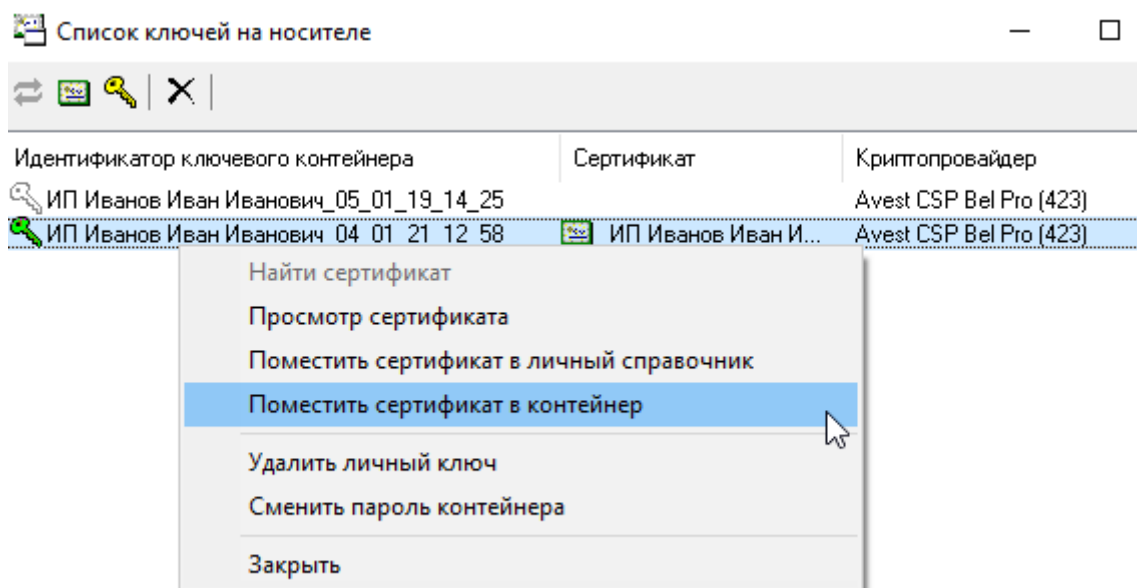 Список ключей на носителе
Идентификатор ключевого контейнера Сертификат Криптопровайдер
ИП Иванов Иван Иванович_05_01_19_14_25 Avest CSP Bel Pro (423)
ИП Иванов Иван Иванович_04_01_21_12_58 ИП Иванов Иван И... Avest CSP Bel Pro (423)
Найти сертификат
Просмотр сертификата
Поместить сертификат в личный справочник
Поместить сертификат в контейнер
Удалить личный ключ
Сменить пароль контейнера
Закрыть